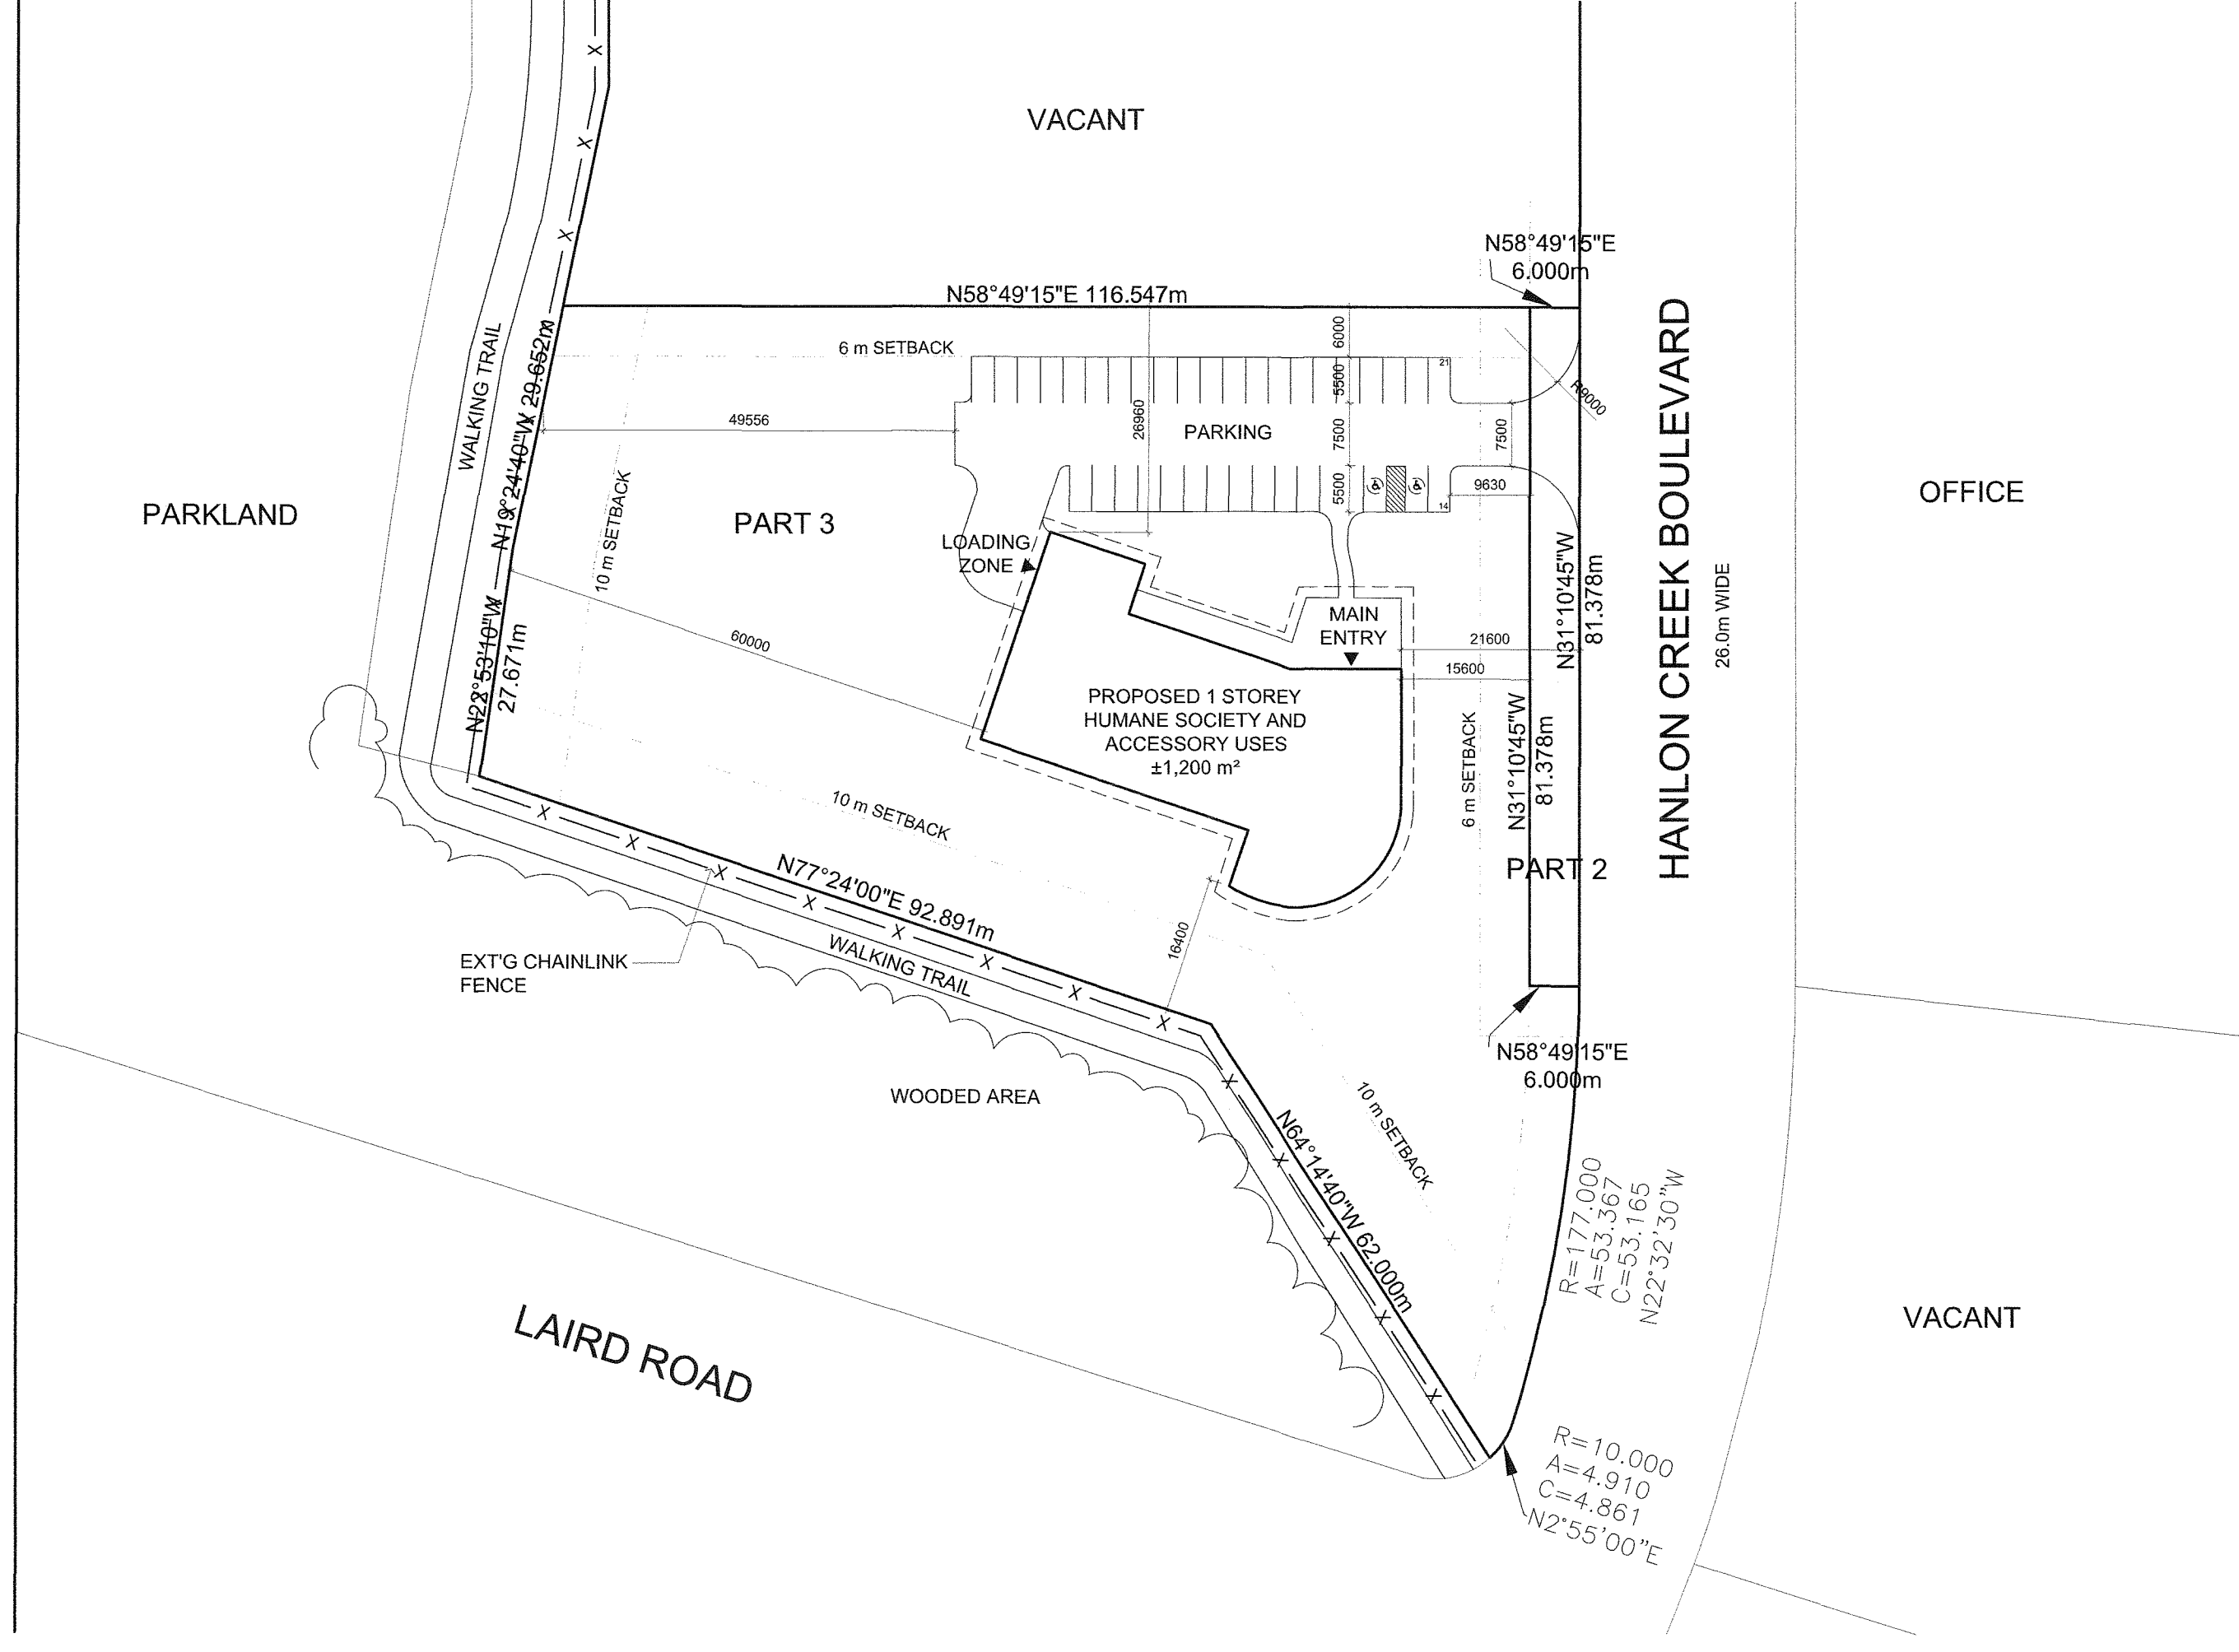 VACANT
N58°49'15"E
6.000m
N58°49'15"E 116.547m
6 m SETBACK
6000
21
5500
R9000
49556
26960
PARKING
7500
7500
WALKING TRAIL
N19°24'40"W 29.652m
10 m SETBACK
5500
9630
14
PARKLAND
PART 3
OFFICE
LOADING
ZONE
N31°10'45"W
81.378m
HANLON CREEK BOULEVARD
26.0m WIDE
MAIN
ENTRY
21600
15600
60000
N22°53'10"W
27.671m
PROPOSED 1 STOREY
HUMANE SOCIETY AND
ACCESSORY USES
±1,200 m²
6 m SETBACK
N31°10'45"W
81.378m
10 m SETBACK
PART 2
N77°24'00"E 92.891m
WALKING TRAIL
16400
EXT'G CHAINLINK
FENCE
N58°49'15"E
6.000m
WOODED AREA
10 m SETBACK
N64°14'40"W 62.000m
R=177.000
A=53.367
C=53.165
N22°32'30"W
VACANT
LAIRD ROAD
R=10.000
A=4.910
C=4.861
N2°55'00"E